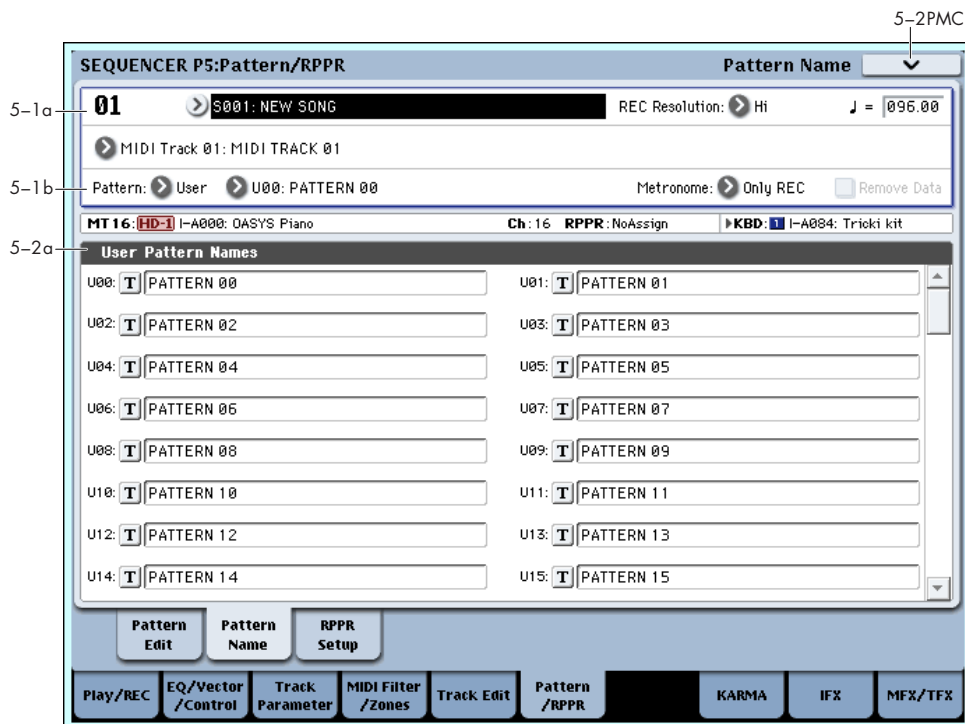 5–2PMC
SEQUENCER P5:Pattern/RPPR Pattern Name
5–1a
01 S001: NEW SONG REC Resolution: Hi ♩ = 096.00
MIDI Track 01: MIDI TRACK 01
5–1b
Pattern: User U00: PATTERN 00 Metronome: Only REC Remove Data
MT 16: HD-1 I-A000: OASYS Piano Ch: 16 RPPR: NoAssign KBD: 1 I-A084: Tricki kit
5–2a
User Pattern Names
U00: T PATTERN 00 U01: T PATTERN 01
U02: T PATTERN 02 U03: T PATTERN 03
U04: T PATTERN 04 U05: T PATTERN 05
U06: T PATTERN 06 U07: T PATTERN 07
U08: T PATTERN 08 U09: T PATTERN 09
U10: T PATTERN 10 U11: T PATTERN 11
U12: T PATTERN 12 U13: T PATTERN 13
U14: T PATTERN 14 U15: T PATTERN 15
Pattern Edit
Pattern Name
RPPR Setup
Play/REC
EQ/Vector /Control
Track Parameter
MIDI Filter /Zones
Track Edit
Pattern /RPPR
KARMA
IFX
MFX/TFX